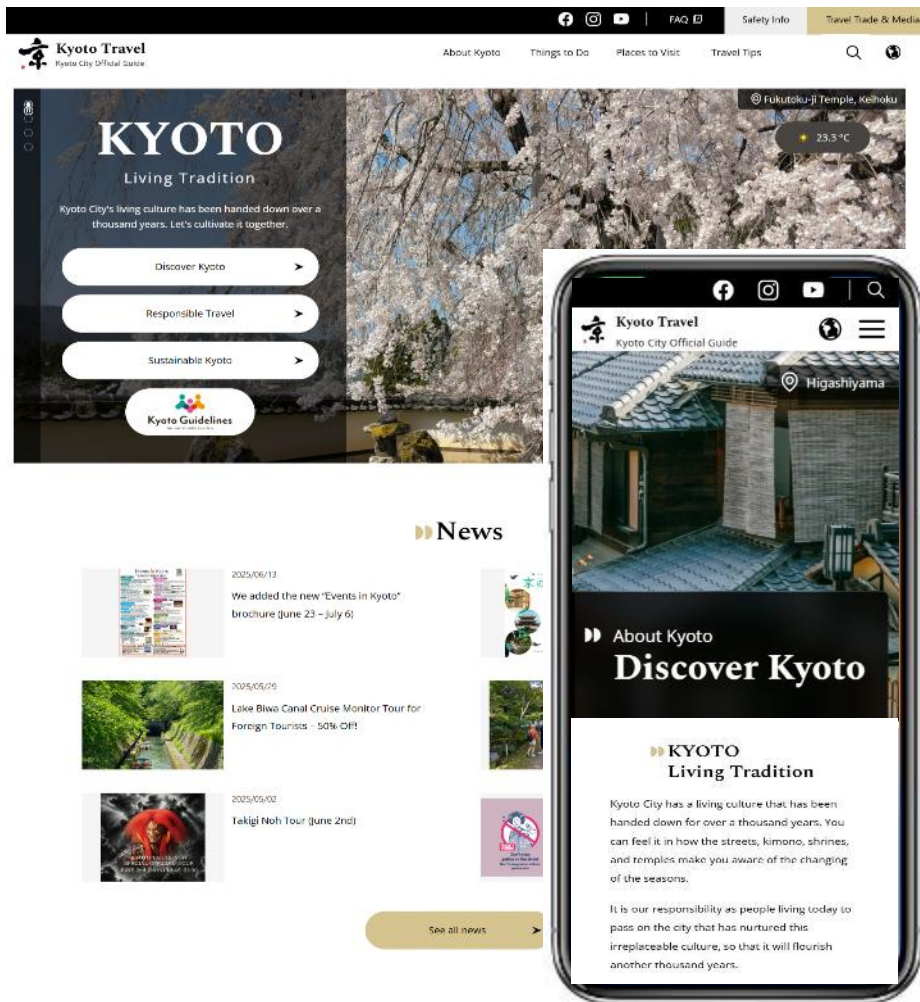 FAQ
Safety Info
Travel Trade & Media
京
Kyoto Travel
Kyoto City Official Guide
About Kyoto
Things to Do
Places to Visit
Travel Tips
Fukutoku-ji Temple, Keihoku
23.3 °C
KYOTO
Living Tradition
Kyoto City's living culture has been handed down over a
thousand years. Let's cultivate it together.
Discover Kyoto
Responsible Travel
Sustainable Kyoto
Kyoto Guidelines
News
2025/06/13
We added the new "Events in Kyoto"
brochure (June 23 – July 6)
2025/05/29
Lake Biwa Canal Cruise Monitor Tour for
Foreign Tourists – 50% Off!
2025/05/02
Takigi Noh Tour (June 2nd)
See all news
京
Kyoto Travel
Kyoto City Official Guide
Higashiyama
About Kyoto
Discover Kyoto
KYOTO
Living Tradition
Kyoto City has a living culture that has been
handed down for over a thousand years. You
can feel it in how the streets, kimono, shrines,
and temples make you aware of the changing
of the seasons.
It is our responsibility as people living today to
pass on the city that has nurtured this
irreplaceable culture, so that it will flourish
another thousand years.